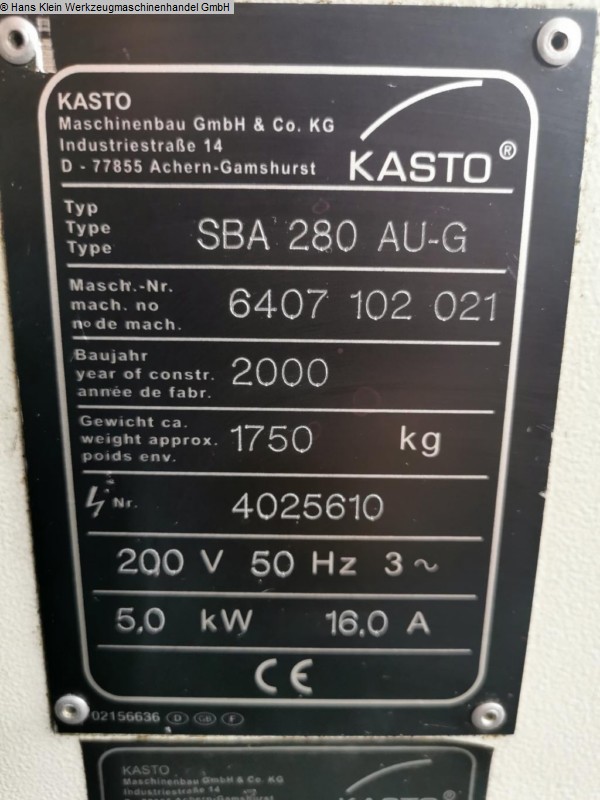 © Hans Klein Werkzeugmaschinenhandel GmbH
KASTO
Maschinenbau GmbH & Co. KG
Industriestraße 14
D - 77855 Achern-Gamshurst
KASTO®
Typ
Type
Type
SBA 280 AU-G
Masch.-Nr.
mach. no
no de mach.
6407 102 021
Baujahr
year of constr.
année de fabr.
2000
Gewicht ca.
weight approx.
poids env.
1750 kg
Nr. 4025610
200 V 50 Hz 3~
5.0 kW 16.0 A
CE
02156636 D GB F
KASTO
Maschinenbau GmbH & Co. KG
Industriestraße 14
KASTO®